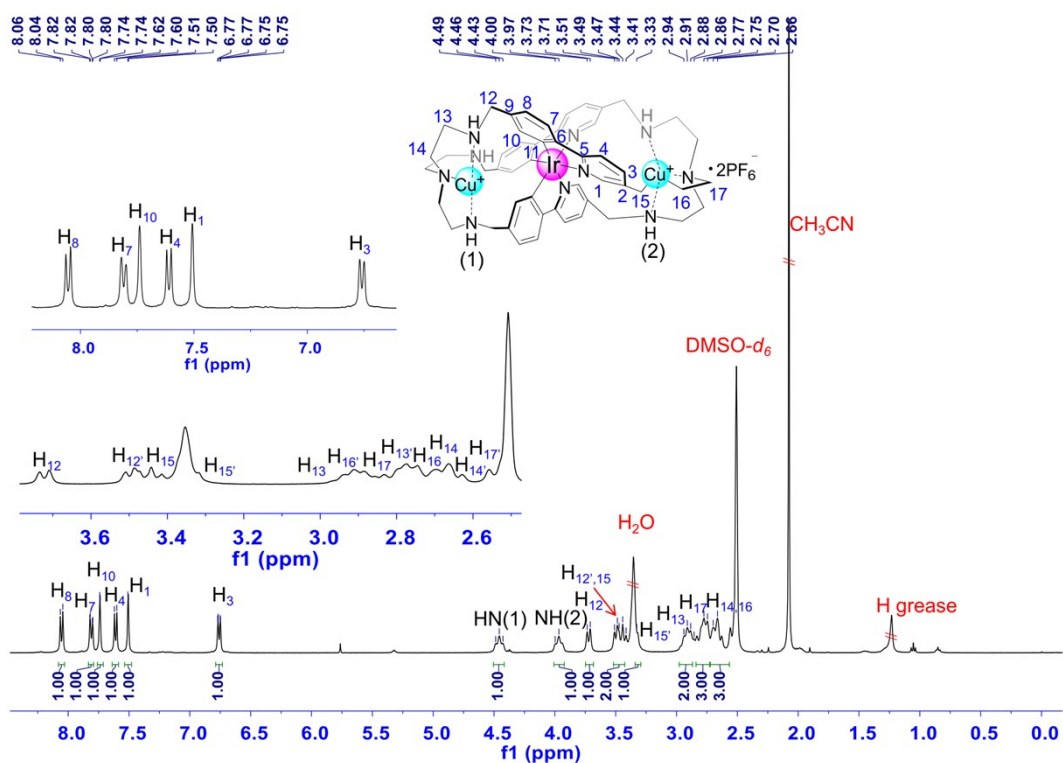 8.06 8.04 7.82 7.82 7.80 7.80 7.74 7.74 7.62 7.60 7.51 7.50 6.77 6.77 6.75 6.75
4.49 4.46 4.43 4.00 3.97 3.73 3.71 3.51 3.49 3.47 3.44 3.41 3.33 2.94 2.91 2.88 2.86 2.77 2.75 2.70 2.66
12 9 8 13 H N 10 7 6 N 5 4 N H
14 NH 11 Ir N 3 Cu+ N •2PF6−
N Cu+ 1 2 15 16 17
N N H N H
(1) (2)
H8 H7 H10 H4 H1 H3
8.0 7.5 7.0
f1 (ppm)
CH3CN
DMSO-d6
H12 H12' H15 H15' H13 H16' H17 H13' H16 H14 H14' H17'
3.6 3.4 3.2 3.0 2.8 2.6
f1 (ppm)
H2O
H8 H7 H10 H4 H1 H3 HN(1) NH(2) H12 H12',15 H15' H13 H17 H14,16 H grease
1.00 1.00 1.00 1.00 1.00 1.00 1.00 1.00 1.00 2.00 1.00 2.00 3.00 3.00
8.0 7.5 7.0 6.5 6.0 5.5 5.0 4.5 4.0 3.5 3.0 2.5 2.0 1.5 1.0 0.5 0.0
f1 (ppm)